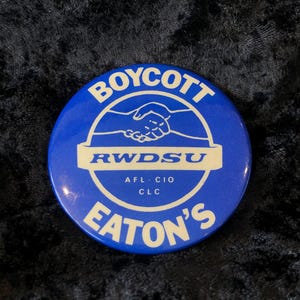 BOYCOTT
RWDSU
AFL·CIO
CLC
EATON'S